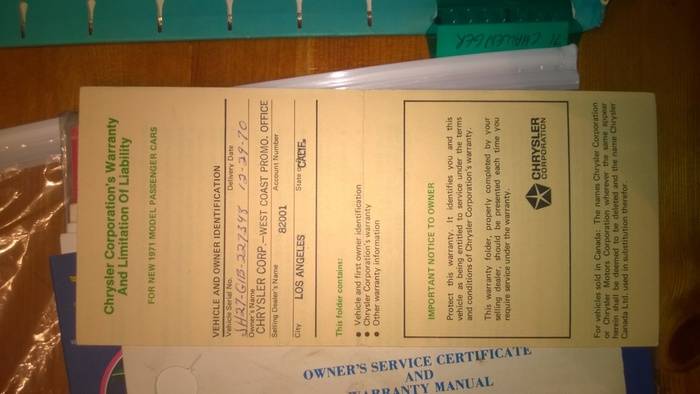 71 CHALLENGER
Chrysler Corporation's Warranty
And Limitation Of Liability
FOR NEW 1971 MODEL PASSENGER CARS
VEHICLE AND OWNER IDENTIFICATION
Vehicle Serial No. Delivery Date
JH27-G1B-227348 12-29-70
Owner's Name
CHRYSLER CORP.—WEST COAST PROMO. OFFICE
Selling Dealer's Name Account Number
82001
City State
LOS ANGELES CALIF.
This folder contains:
● Vehicle and first owner identification
● Chrysler Corporation's warranty
● Other warranty information
IMPORTANT NOTICE TO OWNER
Protect this warranty. It identifies you and this
vehicle as being entitled to service under the terms
and conditions of Chrysler Corporation's warranty.
This warranty folder, properly completed by your
selling dealer, should be presented each time you
require service under the warranty.
CHRYSLER
CORPORATION
For vehicles sold in Canada: The names Chrysler Corporation
or Chrysler Motors Corporation wherever the same appear
herein shall be deemed to be deleted and the name Chrysler
Canada Ltd. used in substitution therefor.
OWNER'S SERVICE CERTIFICATE
AND
WARRANTY MANUAL